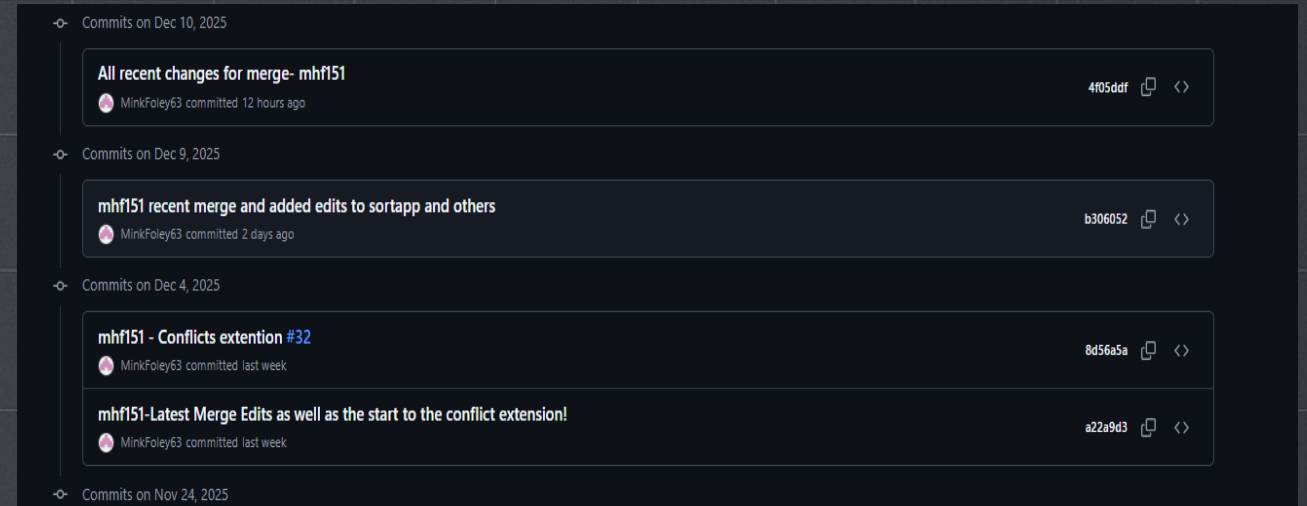 Commits on Dec 10, 2025
All recent changes for merge- mhf151
MinkFoley63 committed 12 hours ago
4f05ddf
Commits on Dec 9, 2025
mhf151 recent merge and added edits to sortapp and others
MinkFoley63 committed 2 days ago
b306052
Commits on Dec 4, 2025
mhf151 - Conflicts extention #32
MinkFoley63 committed last week
8d56a5a
mhf151-Latest Merge Edits as well as the start to the conflict extension!
MinkFoley63 committed last week
a22a9d3
Commits on Nov 24, 2025